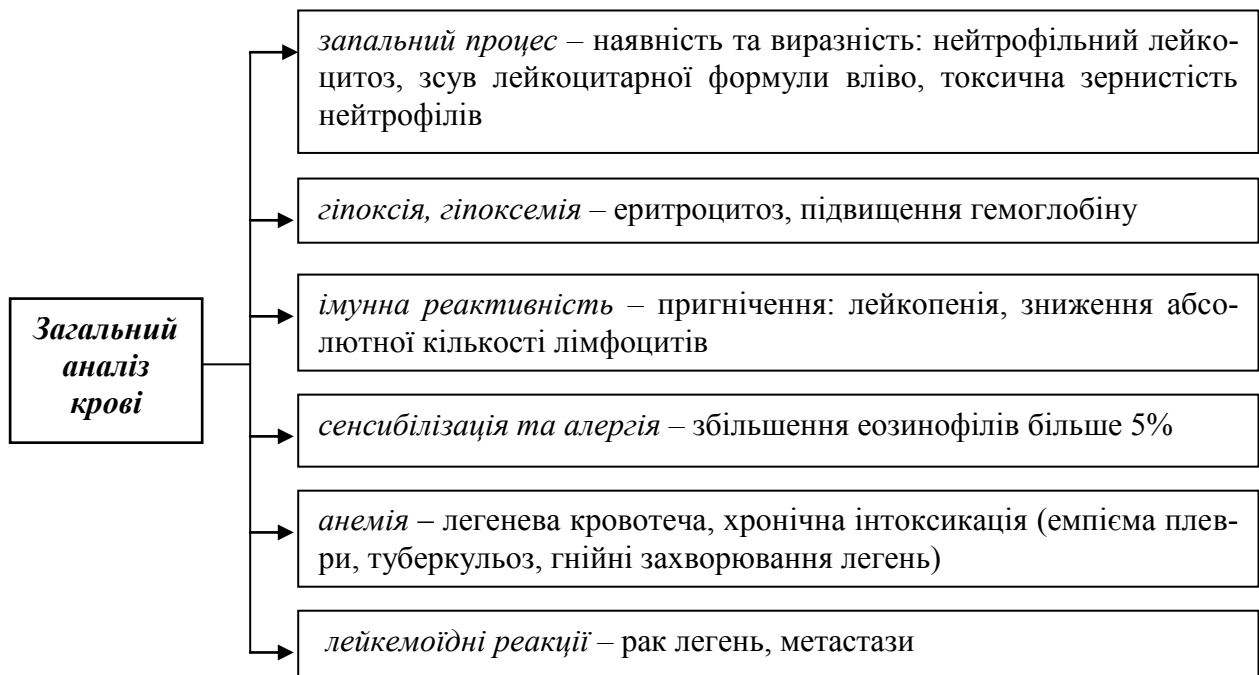 запальний процес – наявність та виразність: нейтрофільний лейко-
цитоз, зсув лейкоцитарної формули вліво, токсична зернистість
нейтрофілів
гіпоксія, гіпоксемія – еритроцитоз, підвищення гемоглобіну
Загальний
аналіз
крові
імунна реактивність – пригнічення: лейкопенія, зниження абсо-
лютної кількості лімфоцитів
сенсибілізація та алергія – збільшення еозинофілів більше 5%
анемія – легенева кровотеча, хронічна інтоксикація (емпієма плев-
ри, туберкульоз, гнійні захворювання легень)
лейкемоїдні реакції – рак легень, метастази